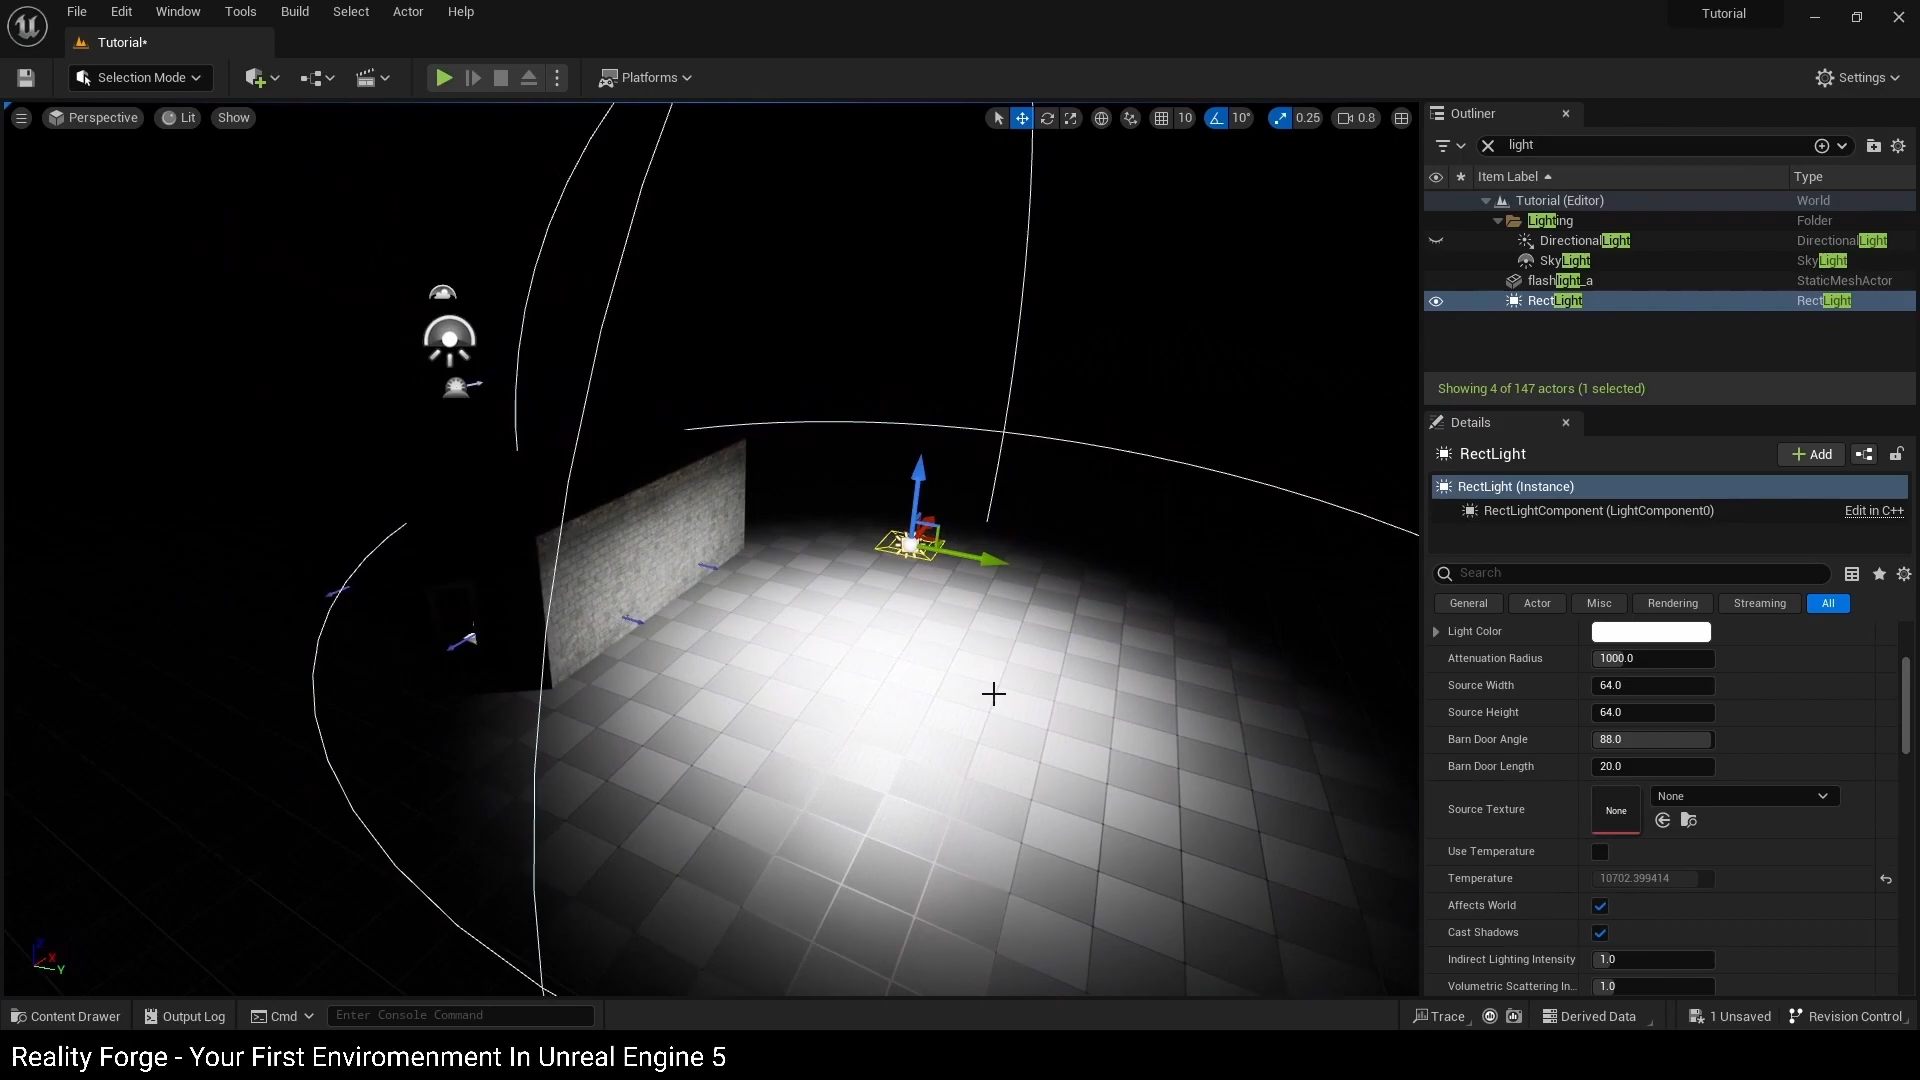 File Edit Window Tools Build Select Actor Help
Tutorial
Tutorial*
Selection Mode
Platforms
Settings
Perspective Lit Show
10 10° 0.25 0.8
Outliner
light
Item Label Type
Tutorial (Editor) World
Lighting Folder
DirectionalLight DirectionalLight
SkyLight SkyLight
flashlight_a StaticMeshActor
RectLight RectLight
Showing 4 of 147 actors (1 selected)
Details
RectLight
+ Add
RectLight (Instance)
RectLightComponent (LightComponent0) Edit in C++
Search
General Actor Misc Rendering Streaming All
Light Color
Attenuation Radius 1000.0
Source Width 64.0
Source Height 64.0
Barn Door Angle 88.0
Barn Door Length 20.0
Source Texture None None
Use Temperature
Temperature 10702.399414
Affects World
Cast Shadows
Indirect Lighting Intensity 1.0
Volumetric Scattering In... 1.0
Z X Y
Content Drawer Output Log Cmd Enter Console Command
Trace Derived Data 1 Unsaved Revision Control
Reality Forge - Your First Enviromenment In Unreal Engine 5